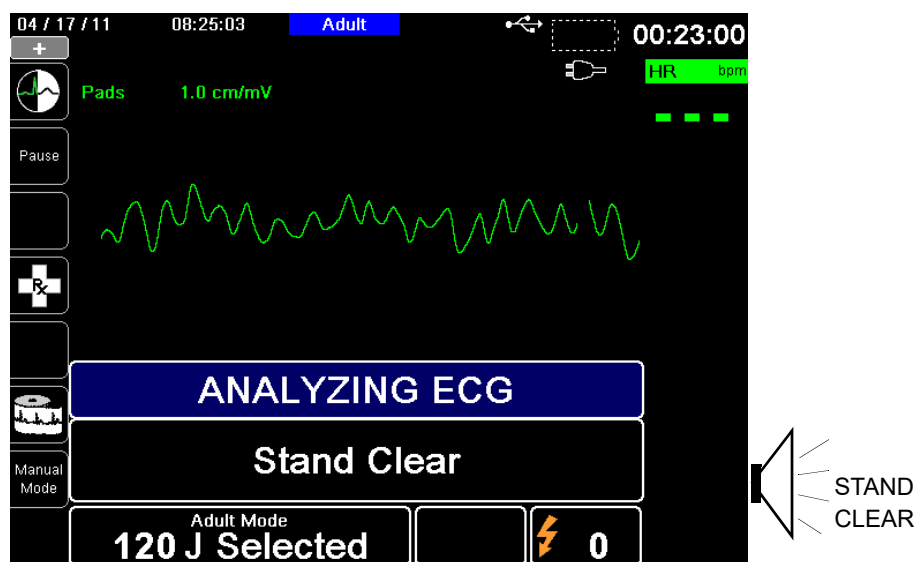 04 / 17 / 11 08:25:03 Adult 00:23:00
+
HR bpm
Pads 1.0 cm/mV
- - -
Pause
Rx
ANALYZING ECG
Stand Clear
Manual
Mode
STAND
CLEAR
Adult Mode
120 J Selected 0